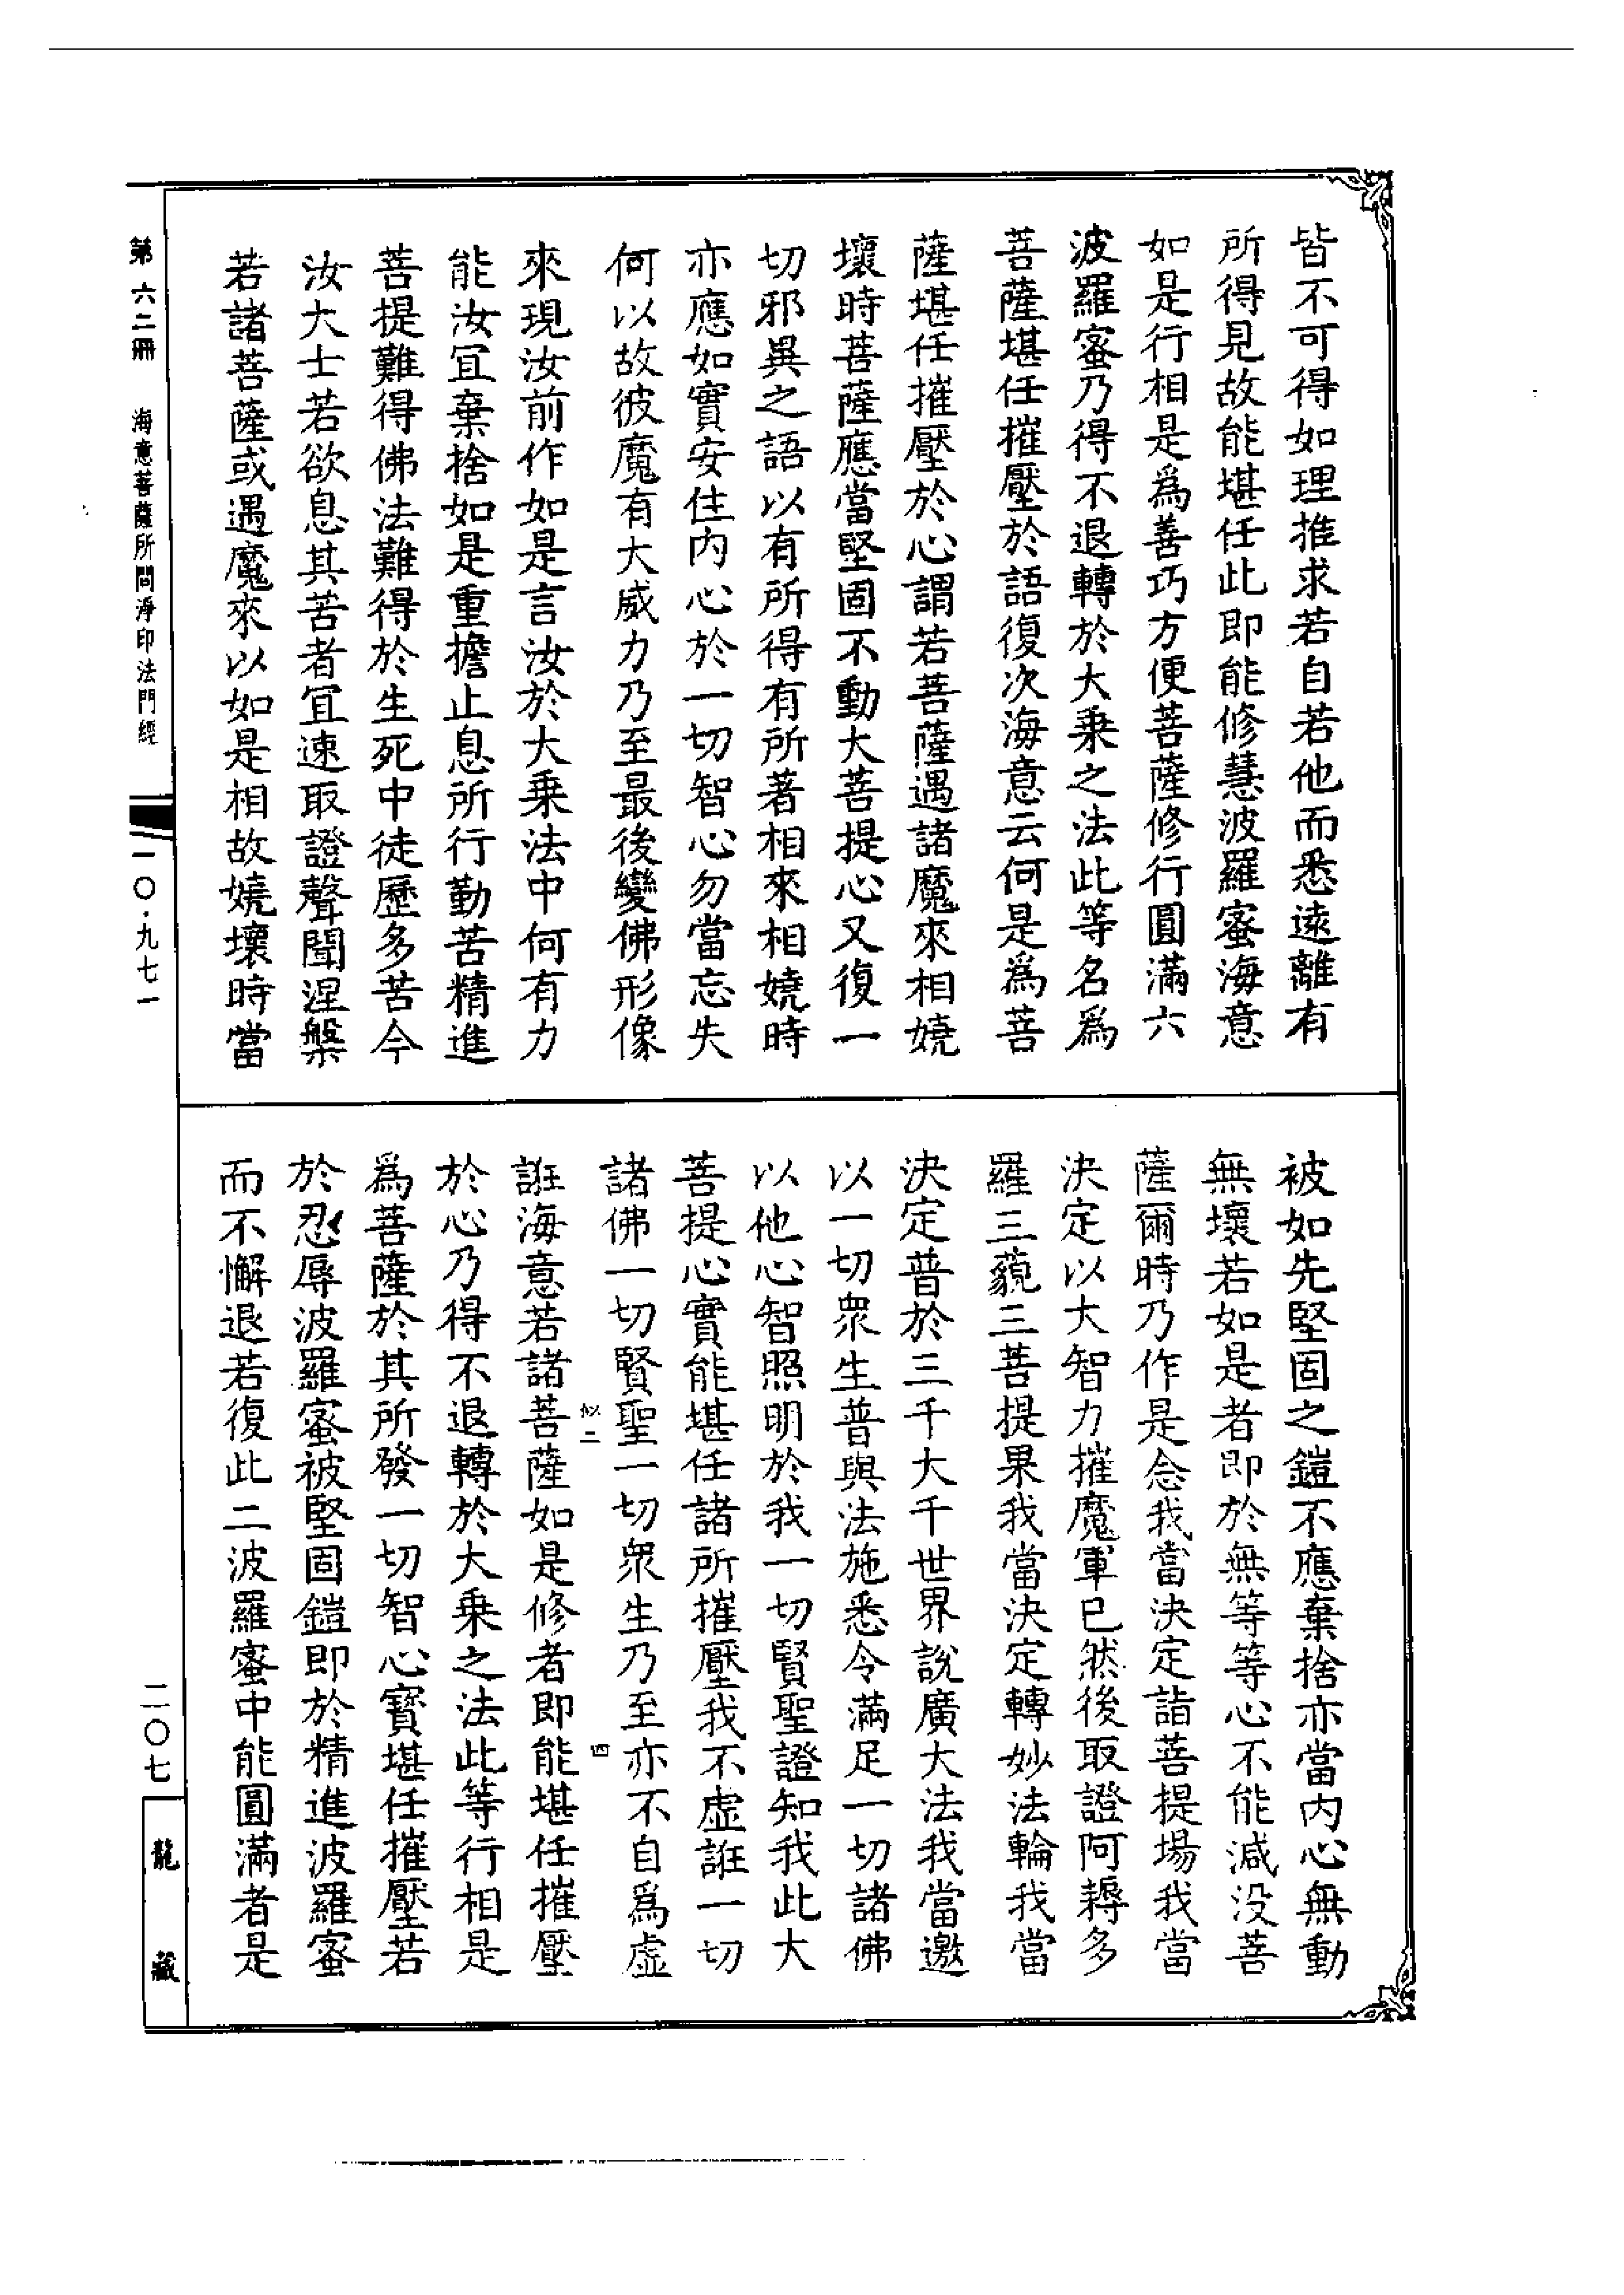 皆不可得如理推求若自若他而悉遠離有
所得見故能堪任此即能修慧波羅蜜海意
如是行相是爲善巧方便菩薩修行圓滿六
波羅蜜乃得不退轉於大乘之法此等名爲
菩薩堪任摧壓於語復次海意云何是爲菩
薩堪任摧壓於心謂若菩薩遇諸魔來相嬈
壞時菩薩應當堅固不動大菩提心又復一
切邪異之語以有所得有所著相來相嬈時
亦應如實安住内心於一切智心勿當忘失
何以故彼魔有大威力乃至最後變佛形像
來現汝前作如是言汝於大乘法中何有力
能汝宜棄捨如是重擔止息所行勤苦精進
菩提難得佛法難得於生死中徒歷多苦今
汝大士若欲息其苦者宜速取證聲聞涅槃
若諸菩薩或遇魔來以如是相故嬈壞時當
被如先堅固之鎧不應棄捨亦當内心無動
無壞若如是者即於無等等心不能減没菩
薩爾時乃作是念我當決定詣菩提場我當
決定以大智力摧魔軍已然後取證阿耨多
羅三藐三菩提果我當決定轉妙法輪我當
決定普於三千大千世界說廣大法我當邀
以一切衆生普與法施悉令滿足一切諸佛
以他心智照明於我一切賢聖證知我此大
菩提心實能堪任諸所摧壓我不虛誑一切
諸佛一切賢聖一切衆生乃至亦不自爲虛
似二 四
誑海意若諸菩薩如是修者即能堪任摧壓
於心乃得不退轉於大乘之法此等行相是
爲菩薩於其所發一切智心寳堪任摧壓若
於忍辱波羅蜜被堅固鎧即於精進波羅蜜
而不懈退若復此二波羅蜜中能圓滿者是
第六二冊 海意菩薩所問淨印法門經
一〇·九七一
二〇七
龍藏